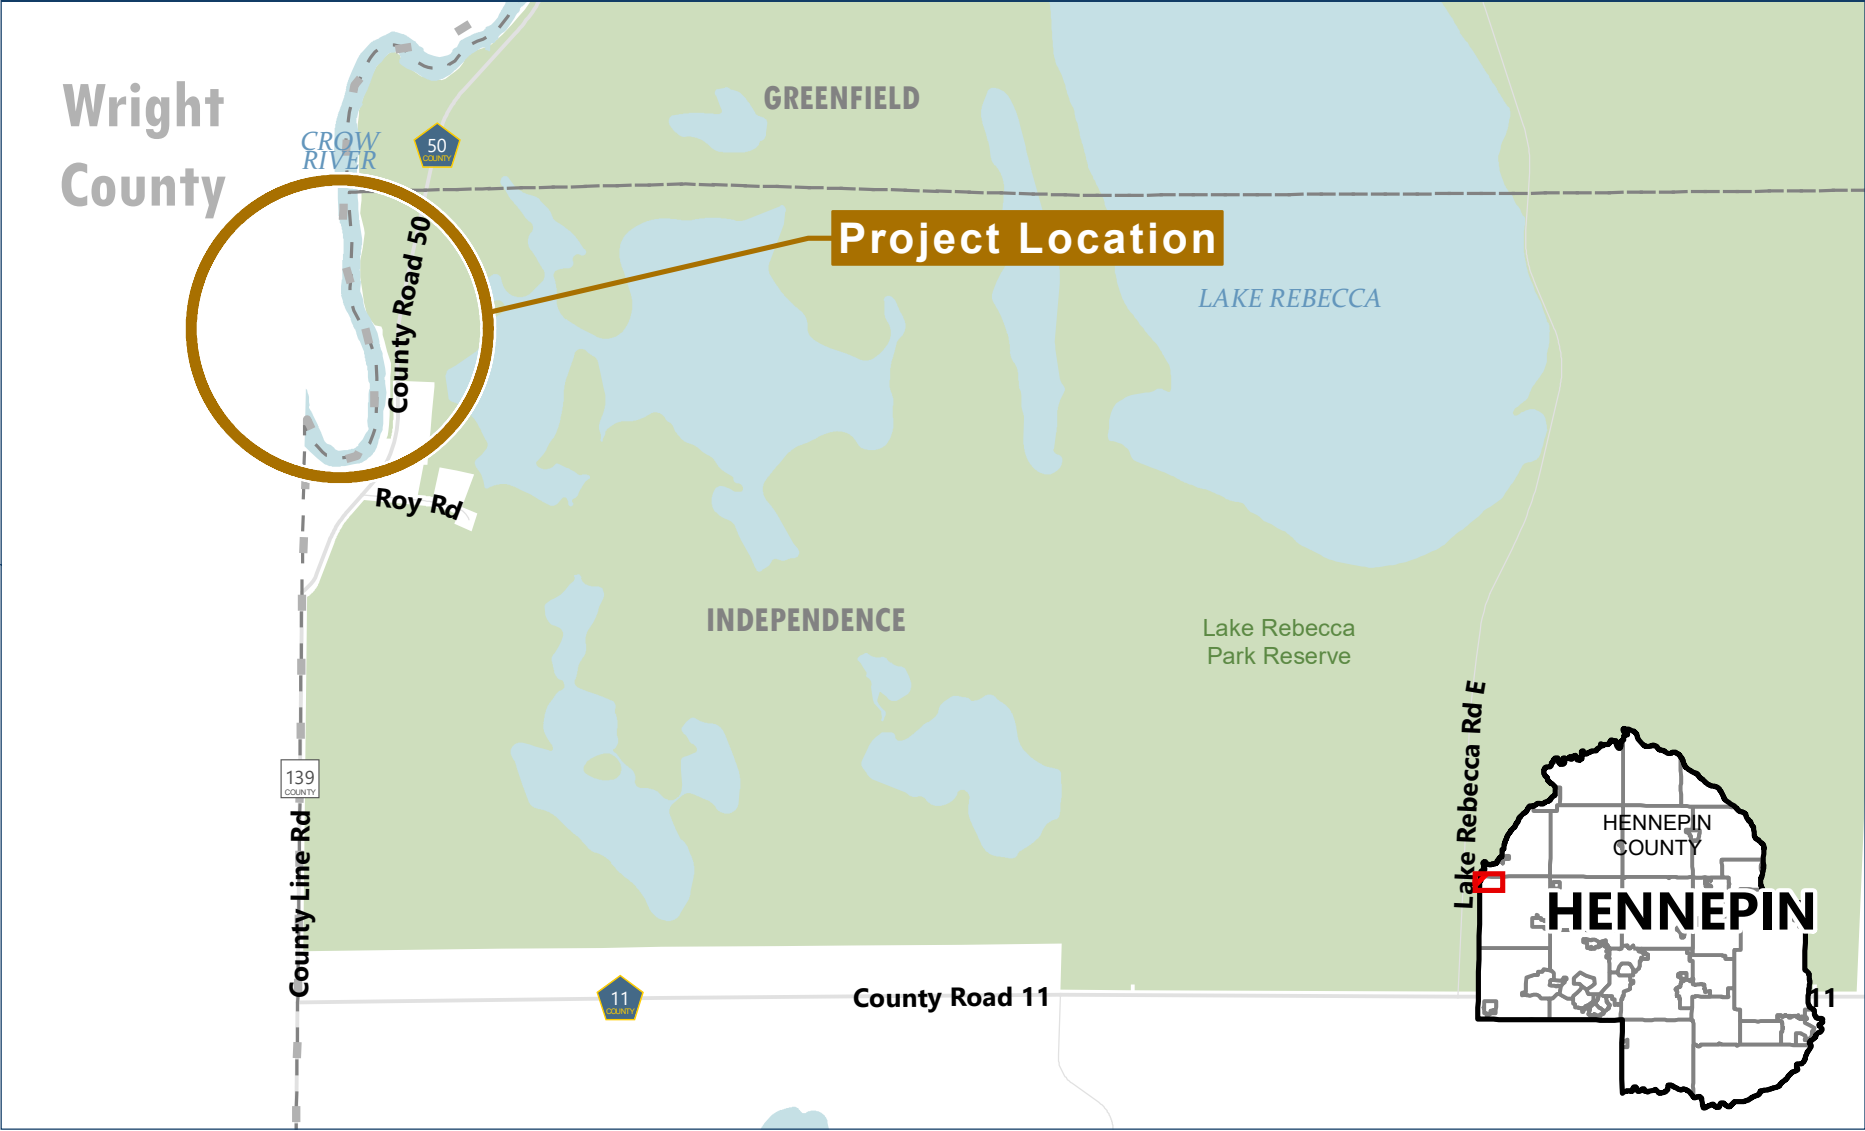 Wright
County
CROW
RIVER
50
COUNTY
GREENFIELD
Project Location
County Road 50
LAKE REBECCA
Roy Rd
INDEPENDENCE
Lake Rebecca
Park Reserve
Lake Rebecca Rd E
139
COUNTY
County Line Rd
HENNEPIN
COUNTY
HENNEPIN
11
COUNTY
County Road 11
11